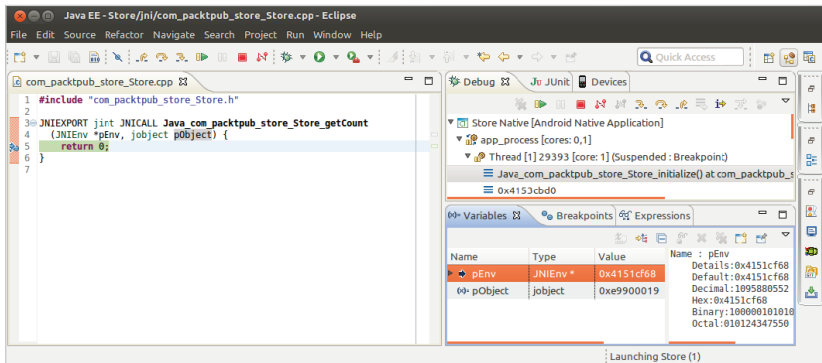 Java EE - Store/jni/com_packtpub_store_Store.cpp - Eclipse
File Edit Source Refactor Navigate Search Project Run Window Help
Quick Access
com_packtpub_store_Store.cpp
1 #include "com_packtpub_store_Store.h"
2
3 JNIEXPORT jint JNICALL Java_com_packtpub_store_Store_getCount
4 (JNIEnv *pEnv, jobject pObject) {
5 return 0;
6 }
7
Debug Ju JUnit Devices
Store Native [Android Native Application]
app_process [cores: 0,1]
Thread [1] 29393 [core: 1] (Suspended : Breakpoint)
Java_com_packtpub_store_Store_initialize() at com_packtpub_s
0x4153cbd0
Variables Breakpoints Expressions
Name Type Value
pEnv JNIEnv * 0x4151cf68
pObject jobject 0xe9900019
Name : pEnv
Details:0x4151cf68
Default:0x4151cf68
Decimal:1095880552
Hex:0x4151cf68
Binary:100000101010
Octal:010124347550
Launching Store (1)